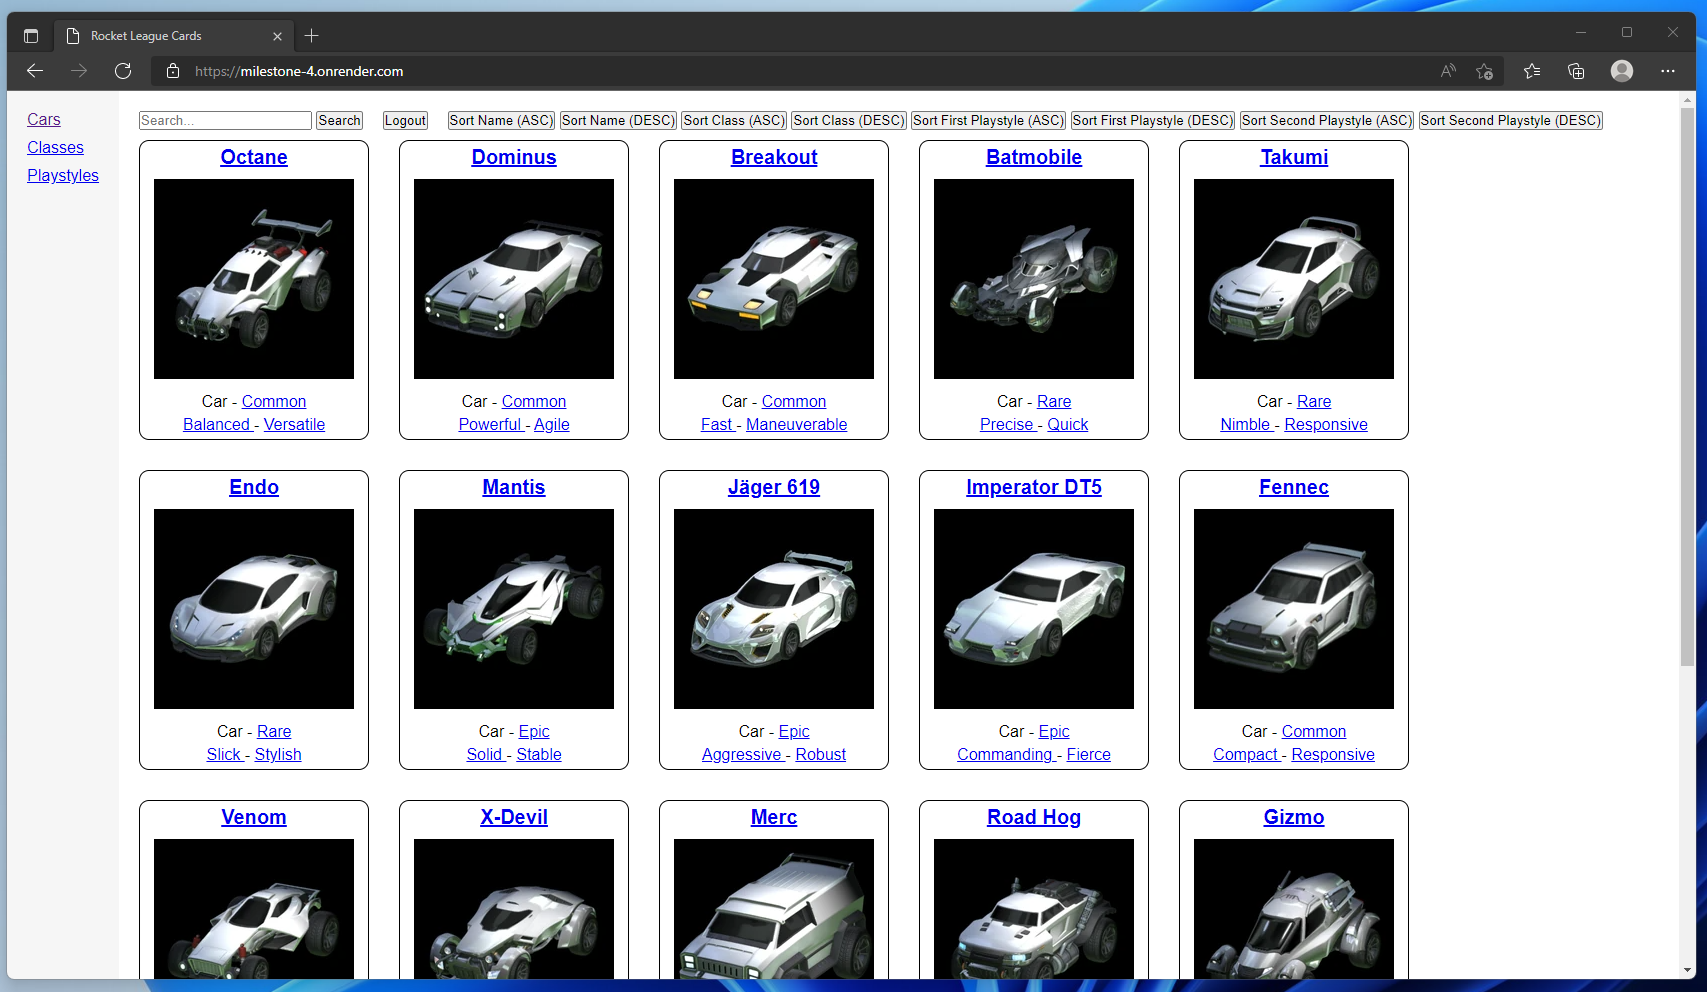 Rocket League Cards
https://milestone-4.onrender.com
Cars
Classes
Playstyles
Search... Search Logout Sort Name (ASC) Sort Name (DESC) Sort Class (ASC) Sort Class (DESC) Sort First Playstyle (ASC) Sort First Playstyle (DESC) Sort Second Playstyle (ASC) Sort Second Playstyle (DESC)
Octane
Car - Common
Balanced - Versatile
Dominus
Car - Common
Powerful - Agile
Breakout
Car - Common
Fast - Maneuverable
Batmobile
Car - Rare
Precise - Quick
Takumi
Car - Rare
Nimble - Responsive
Endo
Car - Rare
Slick - Stylish
Mantis
Car - Epic
Solid - Stable
Jäger 619
Car - Epic
Aggressive - Robust
Imperator DT5
Car - Epic
Commanding - Fierce
Fennec
Car - Common
Compact - Responsive
Venom
X-Devil
Merc
Road Hog
Gizmo